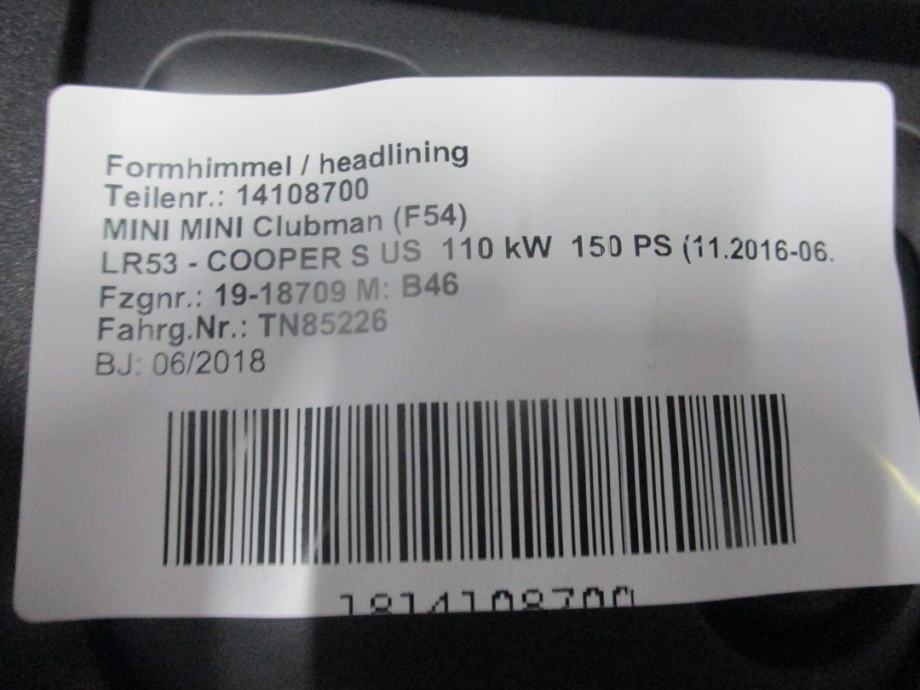 Formhimmel / headlining
Teilenr.: 14108700
MINI MINI Clubman (F54)
LR53 - COOPER S US 110 kW 150 PS (11.2016-06.
Fzgnr.: 19-18709 M: B46
Fahrg.Nr.: TN85226
BJ: 06/2018
1814108700